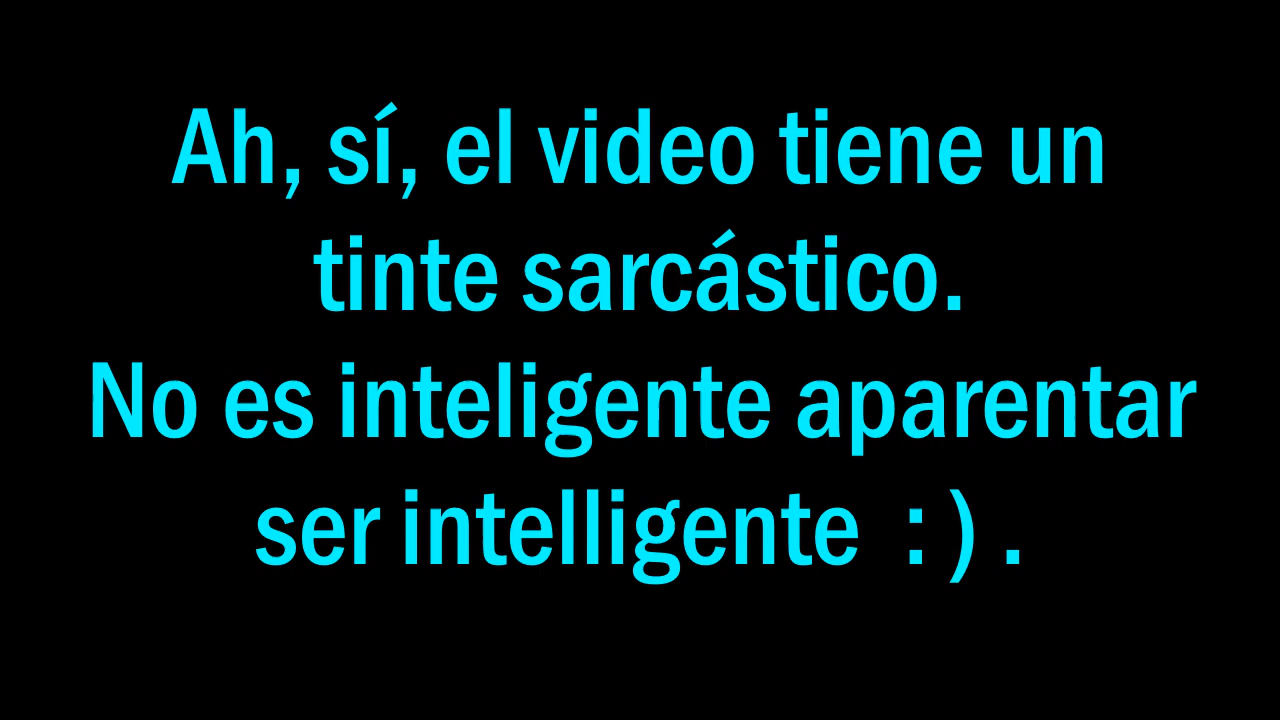 Ah, sí, el video tiene un
tinte sarcástico.
No es inteligente aparentar
ser intelligente  : ) .